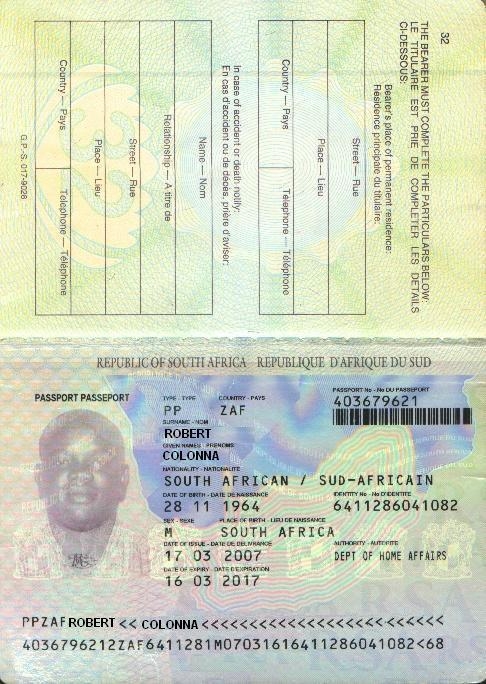 32
THE BEARER MUST COMPLETE THE PARTICULARS BELOW:
LE TITULAIRE EST PRIE DE COMPLETER LES DETAILS
CI-DESSOUS:
Bearer's place of permanent residence:
Résidence principale du titulaire:
Street — Rue
Place — Lieu
Country — Pays
Telephone — Téléphone
In case of accident or death notify:
En cas d'accident ou de décès, prière d'aviser:
Name — Nom
Relationship — A titre de
Street — Rue
Place — Lieu
Country — Pays
Telephone — Téléphone
G.P.-S. 017-9028
REPUBLIC OF SOUTH AFRICA REPUBLIQUE D'AFRIQUE DU SUD
PASSPORT PASSEPORT
TYPE - TYPE
COUNTRY - PAYS
PASSPORT No - No DU PASSEPORT
PP
ZAF
403679621
SURNAME - NOM
ROBERT
GIVEN NAMES - PRENOMS
COLONNA
NATIONALITY - NATIONALITE
SOUTH AFRICAN / SUD-AFRICAIN
DATE OF BIRTH - DATE DE NAISSANCE
IDENTITY No - No D'IDENTITE
28 11 1964
6411286041082
SEX - SEXE
PLACE OF BIRTH - LIEU DE NAISSANCE
M
SOUTH AFRICA
DATE OF ISSUE - DATE DE DELIVRANCE
AUTHORITY - AUTORITE
17 03 2007
DEPT OF HOME AFFAIRS
DATE OF EXPIRY - DATE D'EXPIRATION
16 03 2017
PPZAFROBERT << COLONNA <<<<<<<<<<<<<<<<<<<<<<<<
4036796212ZAF6411281M0703161641128604​1082<68